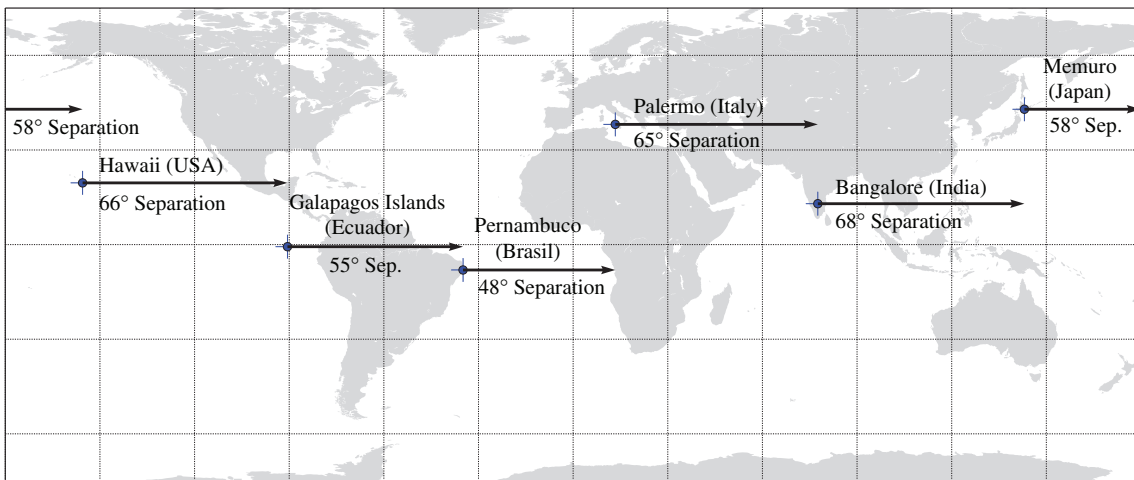 Memuro
(Japan)
58° Sep.
58° Separation
Palermo (Italy)
65° Separation
Hawaii (USA)
66° Separation
Bangalore (India)
68° Separation
Galapagos Islands
(Ecuador)
55° Sep.
Pernambuco
(Brasil)
48° Separation